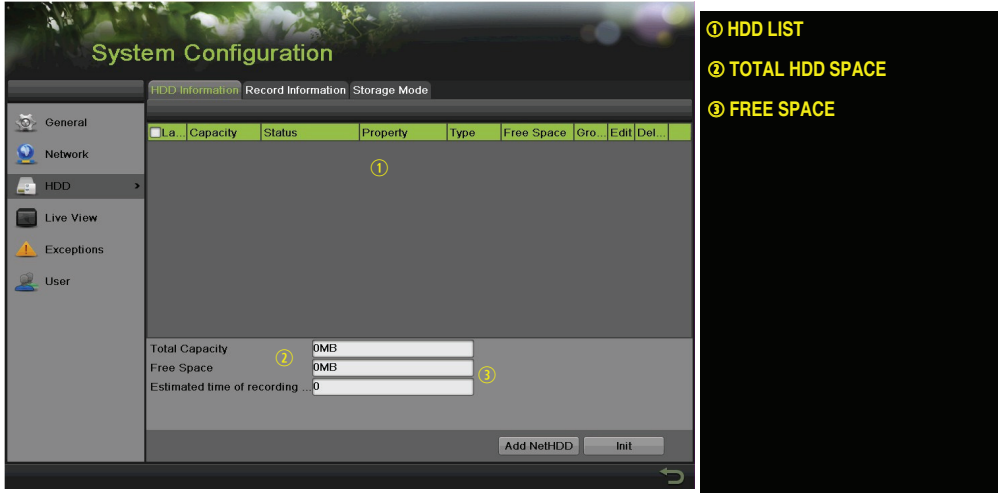 System Configuration
HDD Information Record Information Storage Mode
General
Network
HDD >
Live View
Exceptions
User
La... Capacity Status Property Type Free Space Gro... Edit Del...
①
Total Capacity 0MB
②
Free Space 0MB
③
Estimated time of recording ... 0
Add NetHDD Init
① HDD LIST
② TOTAL HDD SPACE
③ FREE SPACE